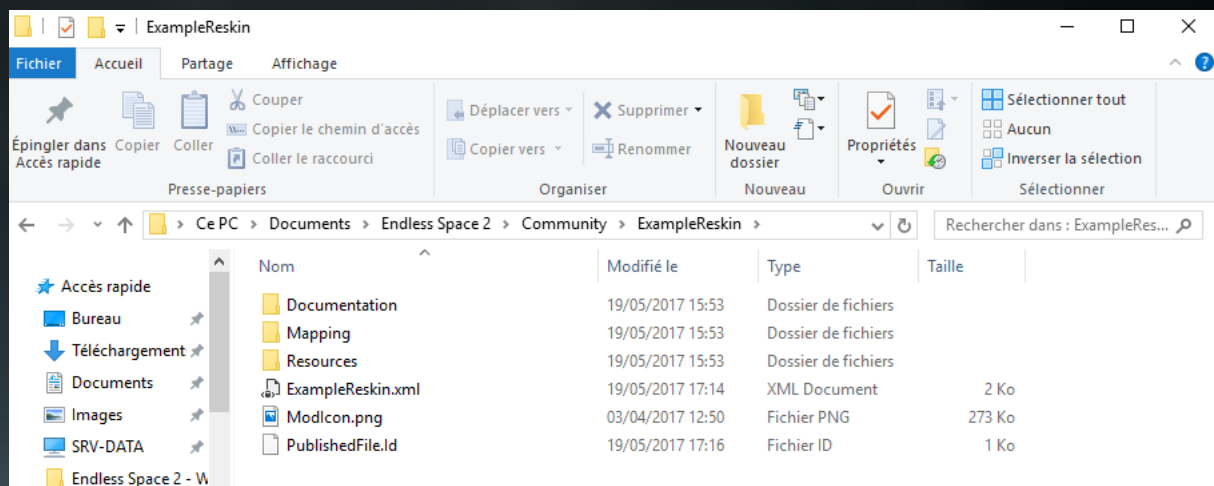 ExampleReskin
Fichier Accueil Partage Affichage
Épingler dans Accès rapide
Copier
Coller
Couper
Copier le chemin d'accès
Coller le raccourci
Presse-papiers
Déplacer vers
Copier vers
Supprimer
Renommer
Organiser
Nouveau dossier
Nouveau
Propriétés
Ouvrir
Sélectionner tout
Aucun
Inverser la sélection
Sélectionner
Ce PC > Documents > Endless Space 2 > Community > ExampleReskin >
Rechercher dans : ExampleRes...
Accès rapide
Bureau
Téléchargement
Documents
Images
SRV-DATA
Endless Space 2 - W
Nom Modifié le Type Taille
Documentation 19/05/2017 15:53 Dossier de fichiers
Mapping 19/05/2017 15:53 Dossier de fichiers
Resources 19/05/2017 15:53 Dossier de fichiers
ExampleReskin.xml 19/05/2017 17:14 XML Document 2 Ko
ModIcon.png 03/04/2017 12:50 Fichier PNG 273 Ko
PublishedFile.Id 19/05/2017 17:16 Fichier ID 1 Ko